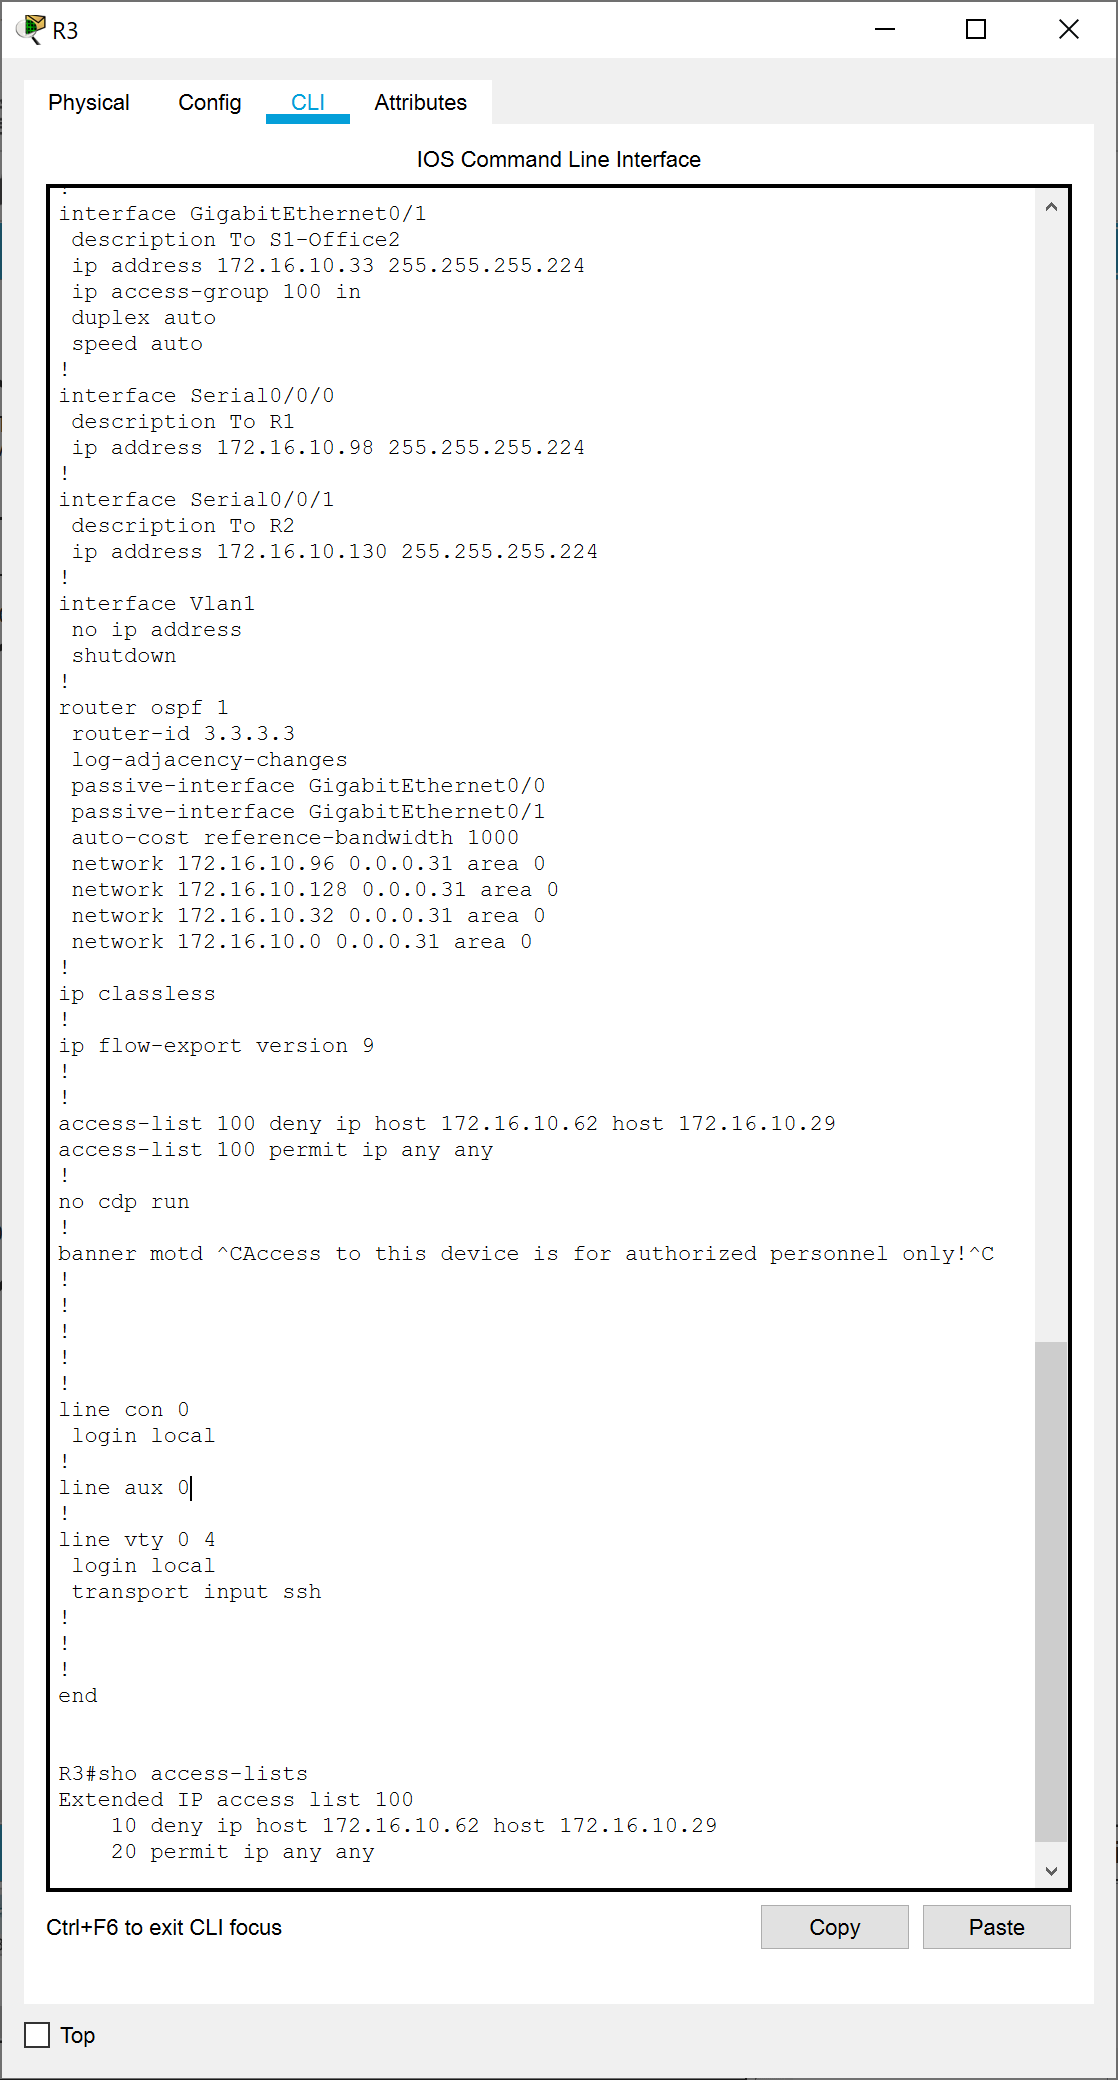 R3
Physical Config CLI Attributes
IOS Command Line Interface
!
interface GigabitEthernet0/1
 description To S1-Office2
 ip address 172.16.10.33 255.255.255.224
 ip access-group 100 in
 duplex auto
 speed auto
!
interface Serial0/0/0
 description To R1
 ip address 172.16.10.98 255.255.255.224
!
interface Serial0/0/1
 description To R2
 ip address 172.16.10.130 255.255.255.224
!
interface Vlan1
 no ip address
 shutdown
!
router ospf 1
 router-id 3.3.3.3
 log-adjacency-changes
 passive-interface GigabitEthernet0/0
 passive-interface GigabitEthernet0/1
 auto-cost reference-bandwidth 1000
 network 172.16.10.96 0.0.0.31 area 0
 network 172.16.10.128 0.0.0.31 area 0
 network 172.16.10.32 0.0.0.31 area 0
 network 172.16.10.0 0.0.0.31 area 0
!
ip classless
!
ip flow-export version 9
!
!
access-list 100 deny ip host 172.16.10.62 host 172.16.10.29
access-list 100 permit ip any any
!
no cdp run
!
banner motd ^CAccess to this device is for authorized personnel only!^C
!
!
!
!
!
line con 0
 login local
!
line aux 0
!
line vty 0 4
 login local
 transport input ssh
!
!
!
end
R3#sho access-lists
Extended IP access list 100
    10 deny ip host 172.16.10.62 host 172.16.10.29
    20 permit ip any any
Ctrl+F6 to exit CLI focus
Copy Paste
Top